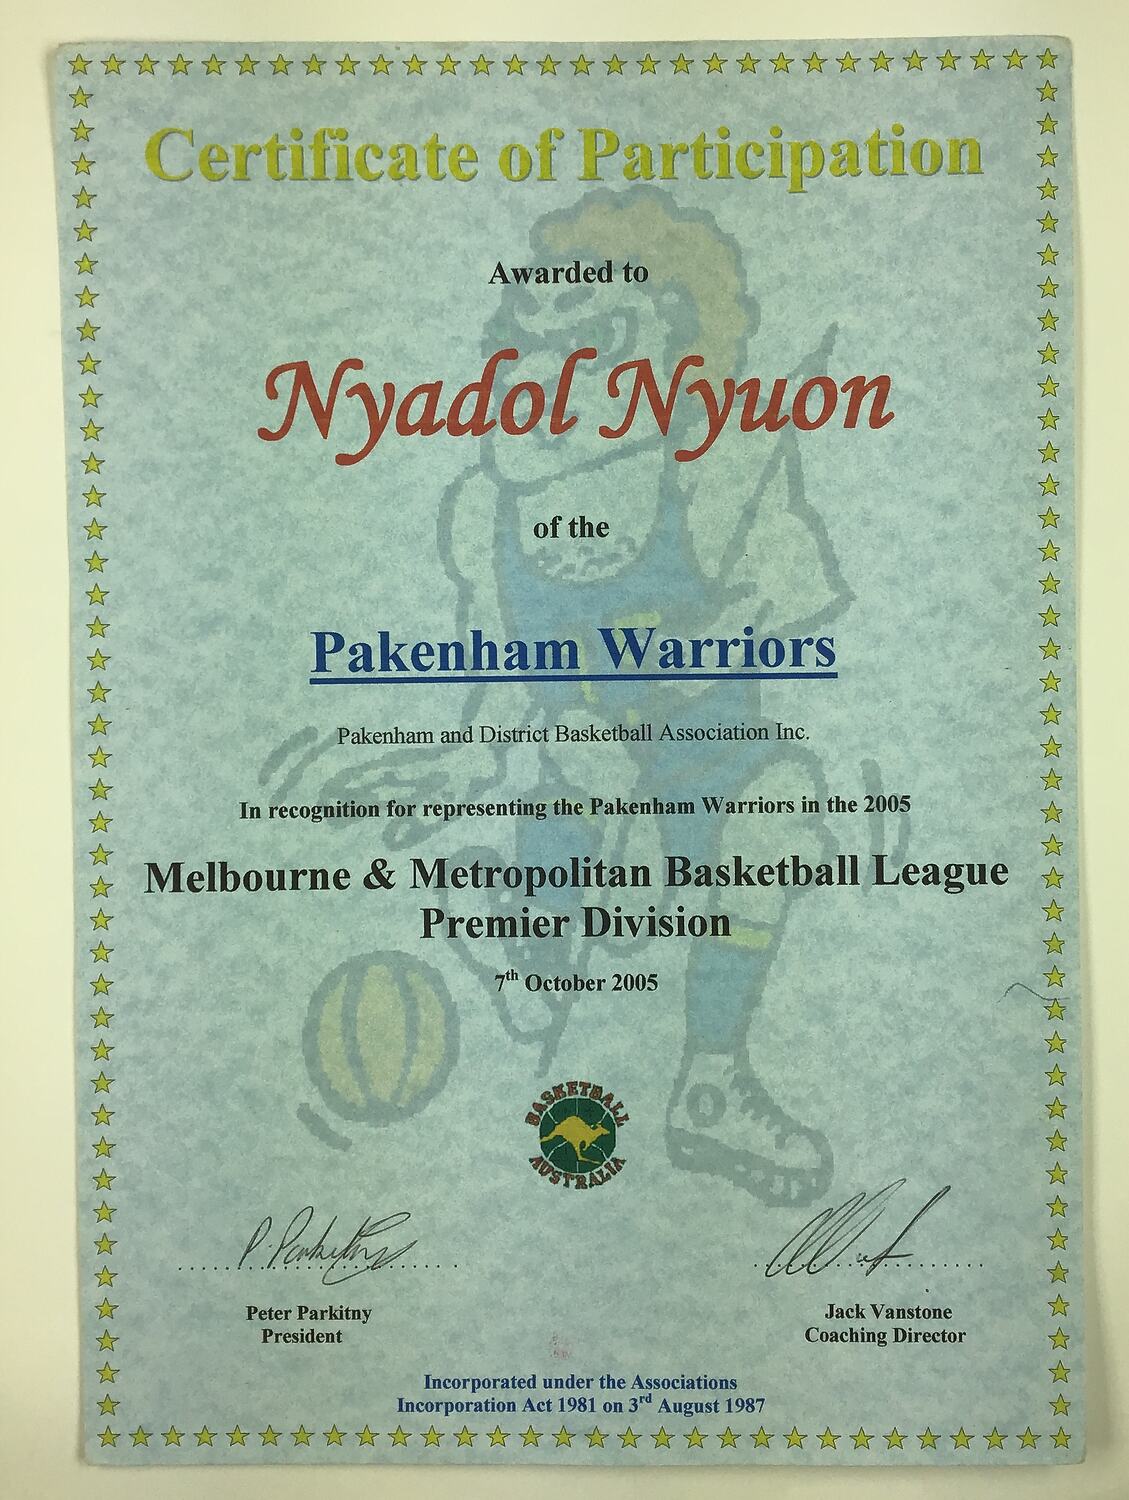 Certificate of Participation
Awarded to
Nyadol Nyuon
of the
Pakenham Warriors
Pakenham and District Basketball Association Inc.
In recognition for representing the Pakenham Warriors in the 2005
Melbourne & Metropolitan Basketball League
Premier Division
7th October 2005
BASKETBALL
AUSTRALIA
P. Parkitny
Peter Parkitny
President
Jack Vanstone
Coaching Director
Incorporated under the Associations
Incorporation Act 1981 on 3rd August 1987